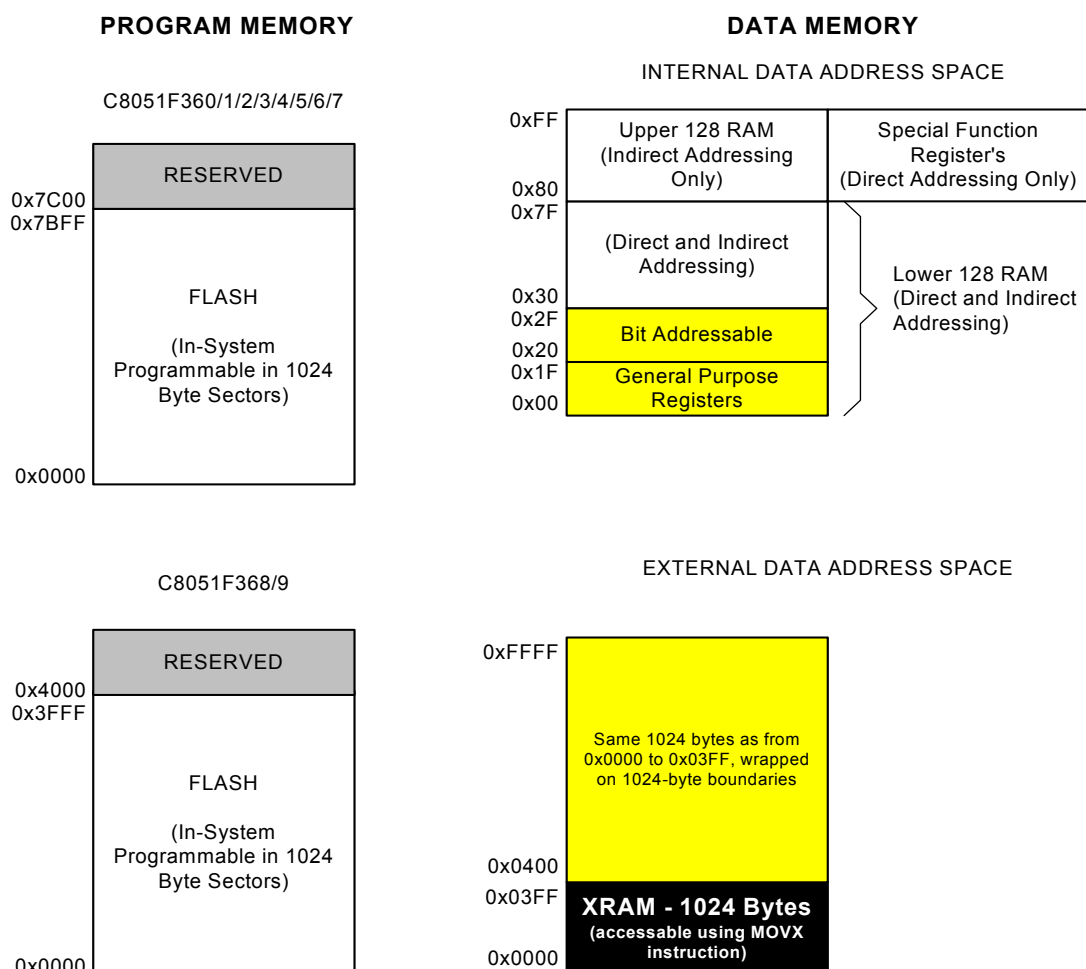 PROGRAM MEMORY
DATA MEMORY
INTERNAL DATA ADDRESS SPACE
C8051F360/1/2/3/4/5/6/7
RESERVED
0x7C00
0x7BFF
FLASH
(In-System
Programmable in 1024
Byte Sectors)
0x0000
0xFF
Upper 128 RAM
(Indirect Addressing
Only)
Special Function
Register's
(Direct Addressing Only)
0x80
0x7F
(Direct and Indirect
Addressing)
Lower 128 RAM
(Direct and Indirect
Addressing)
0x30
0x2F
Bit Addressable
0x20
0x1F
General Purpose
Registers
0x00
C8051F368/9
RESERVED
0x4000
0x3FFF
FLASH
(In-System
Programmable in 1024
Byte Sectors)
0x0000
EXTERNAL DATA ADDRESS SPACE
0xFFFF
Same 1024 bytes as from
0x0000 to 0x03FF, wrapped
on 1024-byte boundaries
0x0400
0x03FF
XRAM - 1024 Bytes
(accessable using MOVX
instruction)
0x0000